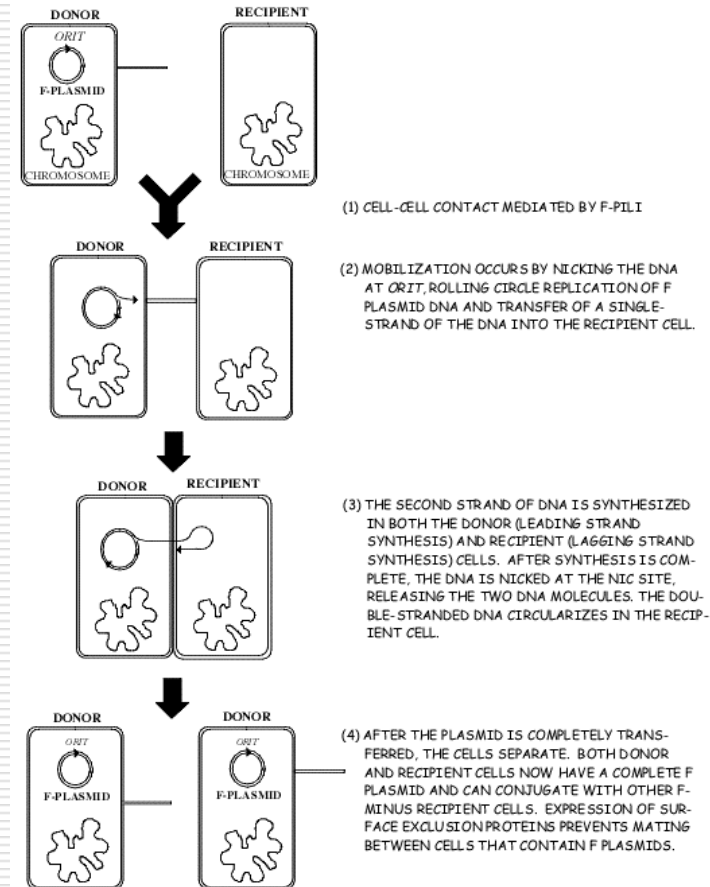 DONOR
RECIPIENT
ORIT
F-PLASMID
CHROMOSOME
CHROMOSOME
(1) CELL-CELL CONTACT MEDIATED BY F-PILI
DONOR
RECIPIENT
(2) MOBILIZATION OCCURS BY NICKING THE DNA
AT ORIT, ROLLING CIRCLE REPLICATION OF F
PLASMID DNA AND TRANSFER OF A SINGLE-
STRAND OF THE DNA INTO THE RECIPIENT CELL.
DONOR
RECIPIENT
(3) THE SECOND STRAND OF DNA IS SYNTHESIZED
IN BOTH THE DONOR (LEADING STRAND
SYNTHESIS) AND RECIPIENT (LAGGING STRAND
SYNTHESIS) CELLS. AFTER SYNTHESIS IS COM-
PLETE, THE DNA IS NICKED AT THE NIC SITE,
RELEASING THE TWO DNA MOLECULES. THE DOU-
BLE-STRANDED DNA CIRCULARIZES IN THE RECIP-
IENT CELL.
DONOR
DONOR
ORIT
ORIT
F-PLASMID
F-PLASMID
(4) AFTER THE PLASMID IS COMPLETELY TRANS-
FERRED, THE CELLS SEPARATE. BOTH DONOR
AND RECIPIENT CELLS NOW HAVE A COMPLETE F
PLASMID AND CAN CONJUGATE WITH OTHER F-
MINUS RECIPIENT CELLS. EXPRESSION OF SUR-
FACE EXCLUSION PROTEINS PREVENTS MATING
BETWEEN CELLS THAT CONTAIN F PLASMIDS.